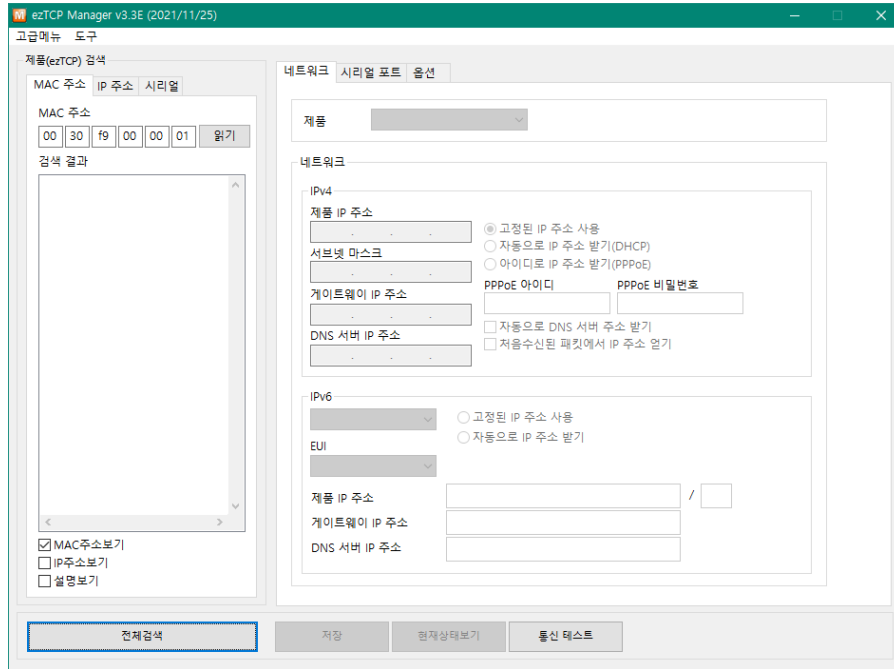 ezTCP Manager v3.3E (2021/11/25)
고급메뉴 도구
제품(ezTCP) 검색
MAC 주소 IP 주소 시리얼
MAC 주소
00 30 f9 00 00 01 읽기
검색 결과
MAC주소보기
IP주소보기
설명보기
네트워크 시리얼 포트 옵션
제품
네트워크
IPv4
제품 IP 주소
서브넷 마스크
게이트웨이 IP 주소
DNS 서버 IP 주소
고정된 IP 주소 사용
자동으로 IP 주소 받기(DHCP)
아이디로 IP 주소 받기(PPPoE)
PPPoE 아이디 PPPoE 비밀번호
자동으로 DNS 서버 주소 받기
처음수신된 패킷에서 IP 주소 얻기
IPv6
고정된 IP 주소 사용
자동으로 IP 주소 받기
EUI
제품 IP 주소 /
게이트웨이 IP 주소
DNS 서버 IP 주소
전체검색 저장 현재상태보기 통신 테스트